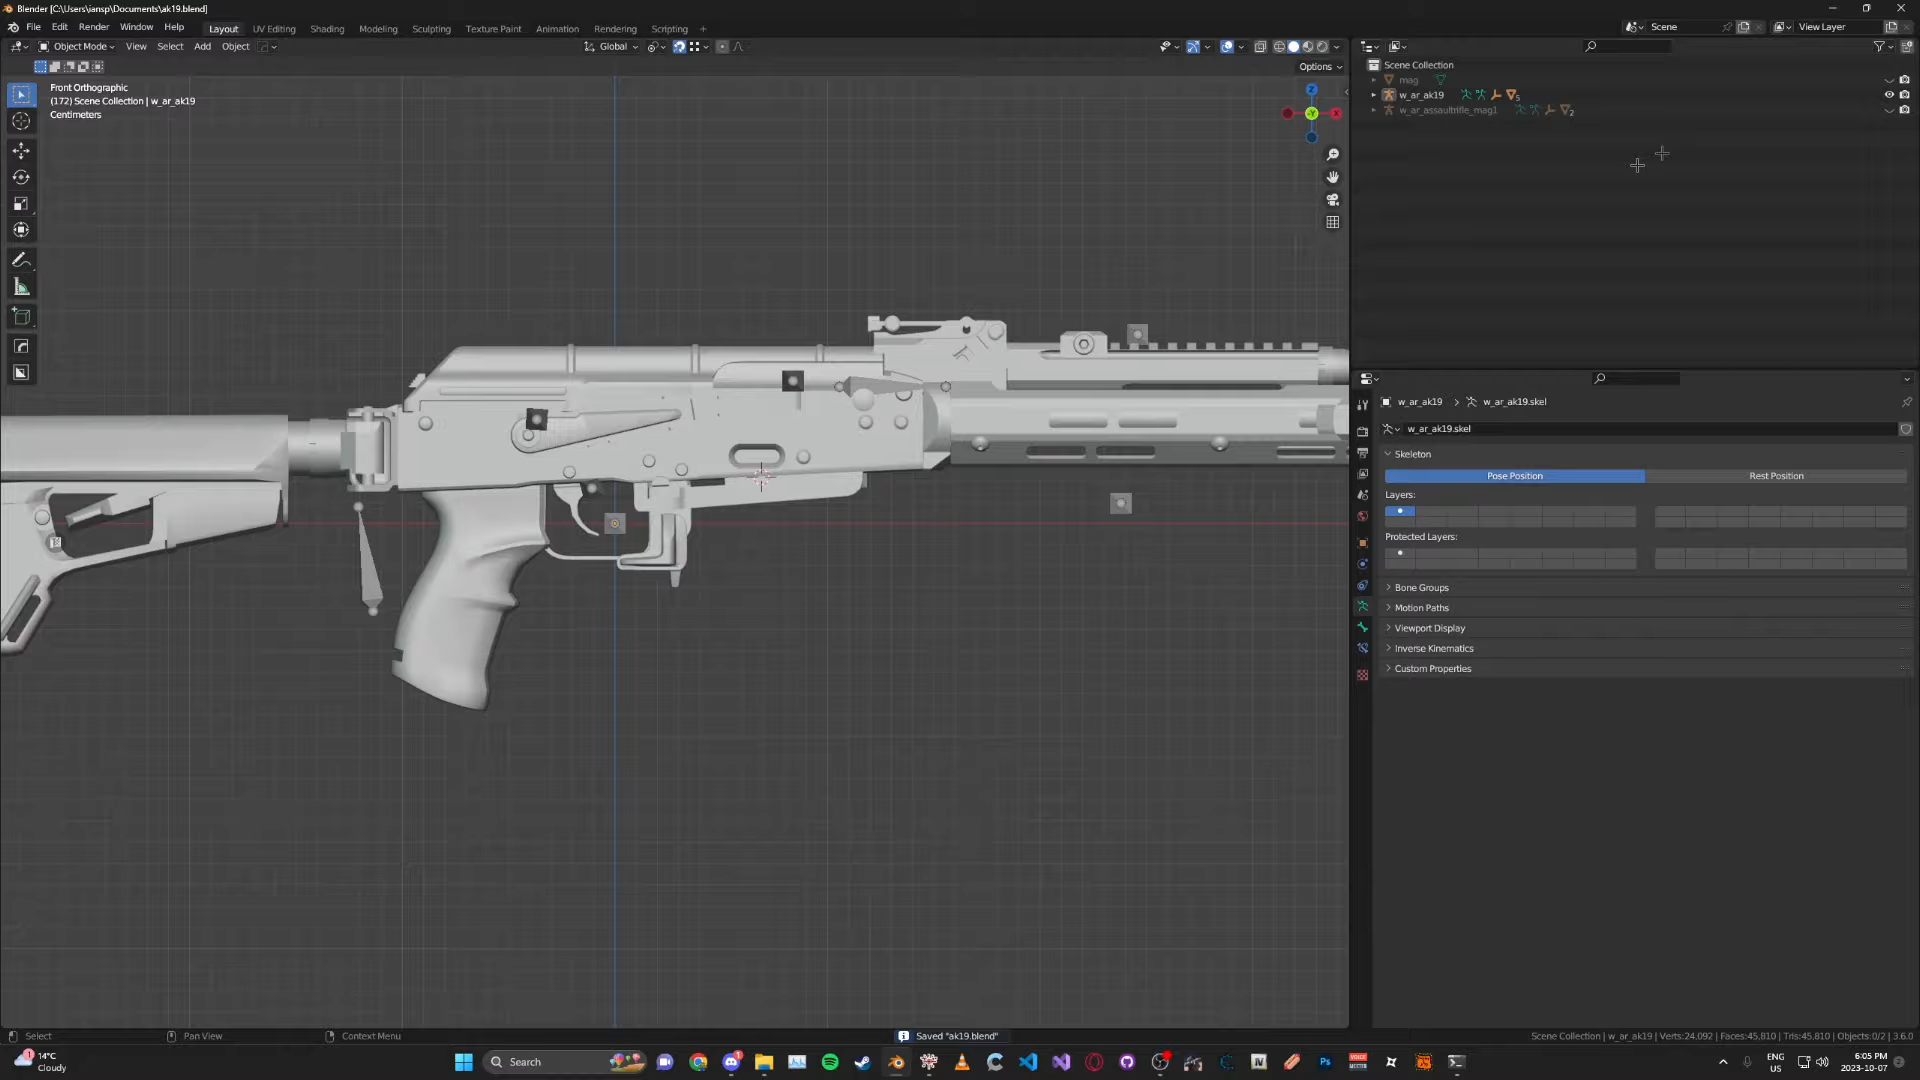 Blender [C:\Users\iansp\Documents\ak19.blend]
File Edit Render Window Help
Layout UV Editing Shading Modeling Sculpting Texture Paint Animation Rendering Scripting +
Scene
View Layer
Object Mode View Select Add Object
Global
Options
Front Orthographic
(172) Scene Collection | w_ar_ak19
Centimeters
Z
Y
X
Scene Collection
mag
w_ar_ak19
5
w_ar_assaultrifle_mag1
2
w_ar_ak19 > w_ar_ak19.skel
w_ar_ak19.skel
Skeleton
Pose Position Rest Position
Layers:
Protected Layers:
Bone Groups
Motion Paths
Viewport Display
Inverse Kinematics
Custom Properties
Select Pan View Context Menu
Saved "ak19.blend"
Scene Collection | w_ar_ak19 | Verts:24,092 | Faces:45,810 | Tris:45,810 | Objects:0/2 | 3.6.0
14°C
Cloudy
Search
ENG
US
6:05 PM
2023-10-07